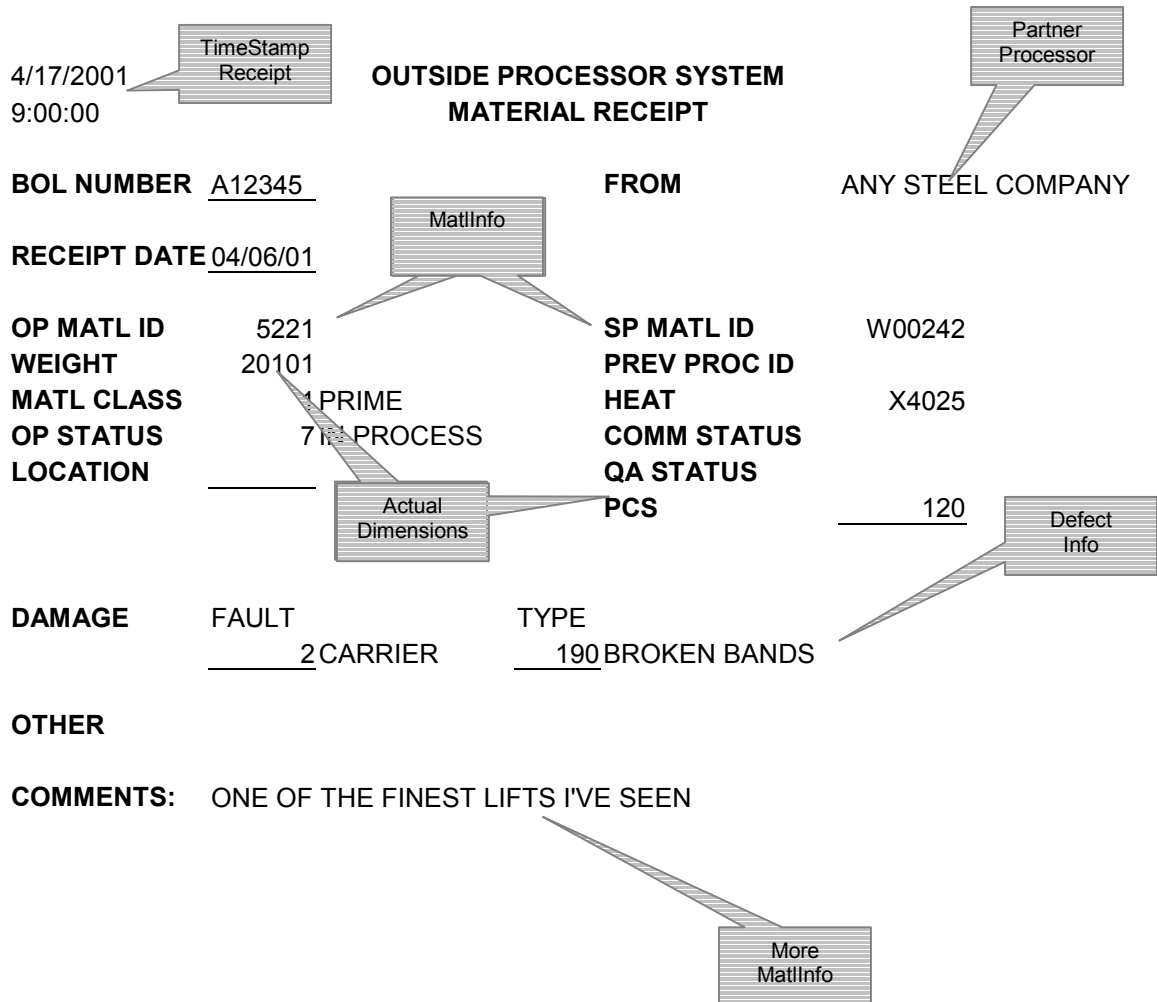 TimeStamp
Receipt
Partner
Processor
4/17/2001
OUTSIDE PROCESSOR SYSTEM
9:00:00
MATERIAL RECEIPT
BOL NUMBER A12345 FROM ANY STEEL COMPANY
MatlInfo
RECEIPT DATE 04/06/01
OP MATL ID 5221 SP MATL ID W00242
WEIGHT 20101 PREV PROC ID
MATL CLASS 1 PRIME HEAT X4025
OP STATUS 7 IN PROCESS COMM STATUS
LOCATION QA STATUS
Actual
Dimensions
PCS 120
Defect
Info
DAMAGE FAULT TYPE
2 CARRIER 190 BROKEN BANDS
OTHER
COMMENTS: ONE OF THE FINEST LIFTS I'VE SEEN
More
MatlInfo